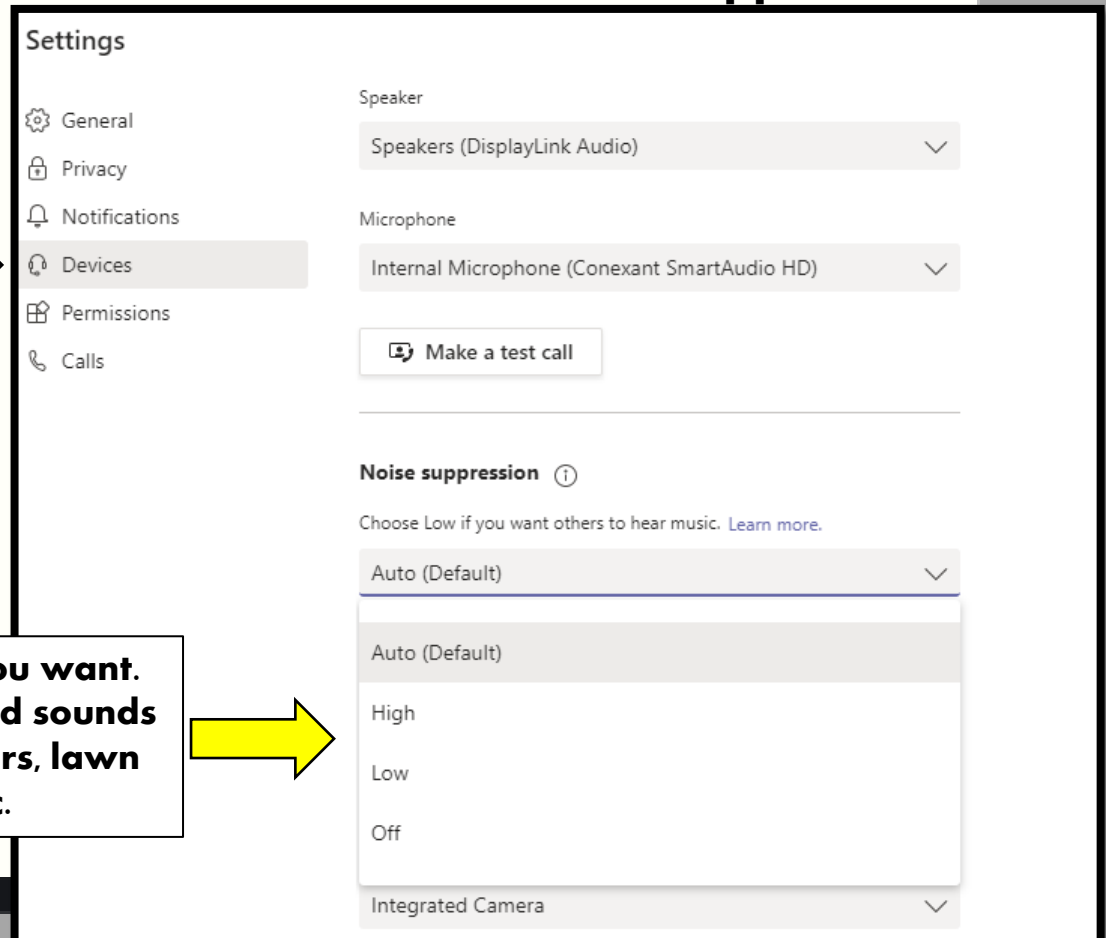 Settings
General
Privacy
Notifications
Devices
Permissions
Calls
Speaker
Speakers (DisplayLink Audio)
Microphone
Internal Microphone (Conexant SmartAudio HD)
Make a test call
Noise suppression
Choose Low if you want others to hear music. Learn more.
Auto (Default)
Auto (Default)
High
Low
Off
Integrated Camera
want.
sounds
lawn